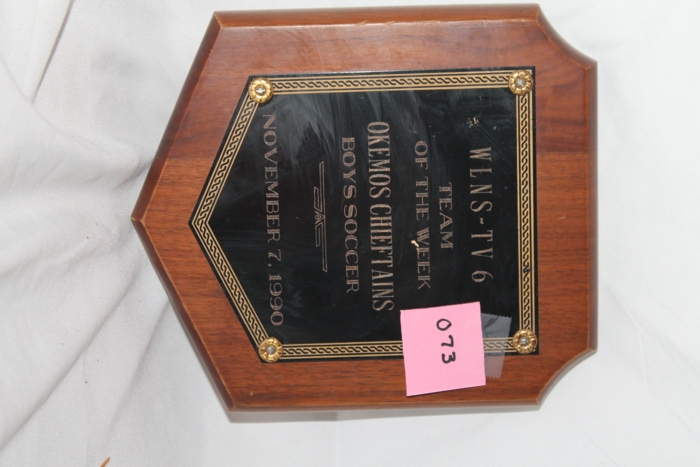 WLNS-TV 6
TEAM
OF THE WEEK
OKEMOS CHIEFTAINS
BOYS SOCCER
NOVEMBER 7, 1990
073